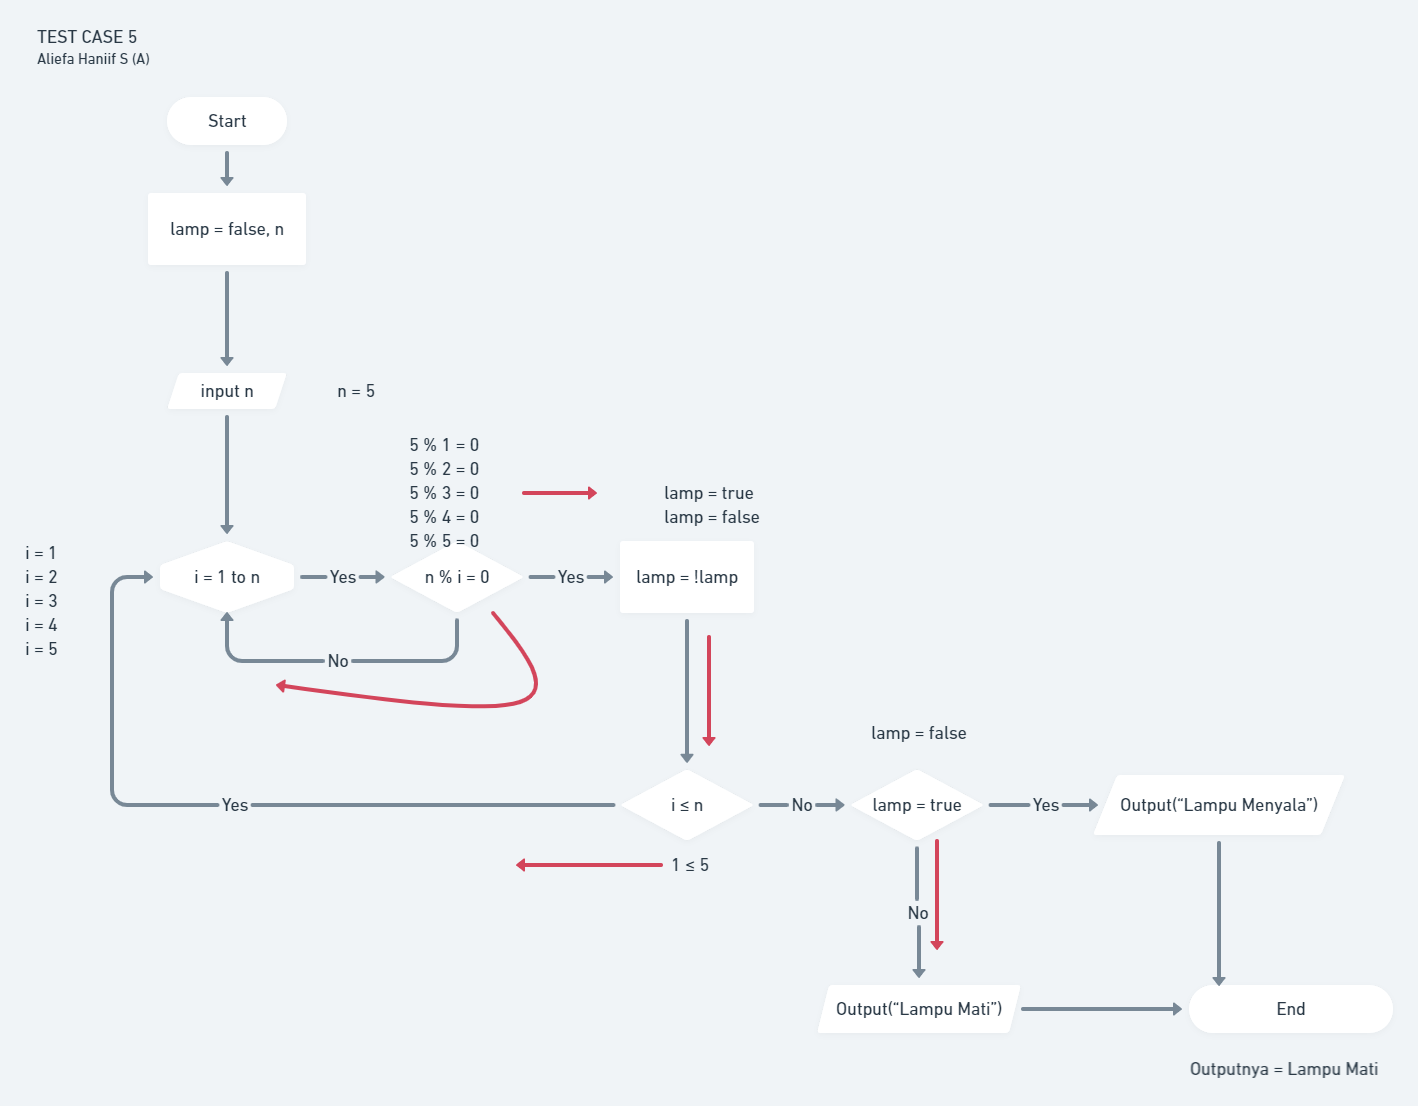 TEST CASE 5
Aliefa Haniif S (A)
Start
lamp = false, n
input n
n = 5
5 % 1 = 0
5 % 2 = 0
5 % 3 = 0
5 % 4 = 0
5 % 5 = 0
lamp = true
lamp = false
i = 1
i = 2
i = 3
i = 4
i = 5
i = 1 to n
Yes
n % i = 0
Yes
lamp = !lamp
No
lamp = false
Yes
i ≤ n
No
lamp = true
Yes
Output(“Lampu Menyala”)
1 ≤ 5
No
Output(“Lampu Mati”)
End
Outputnya = Lampu Mati